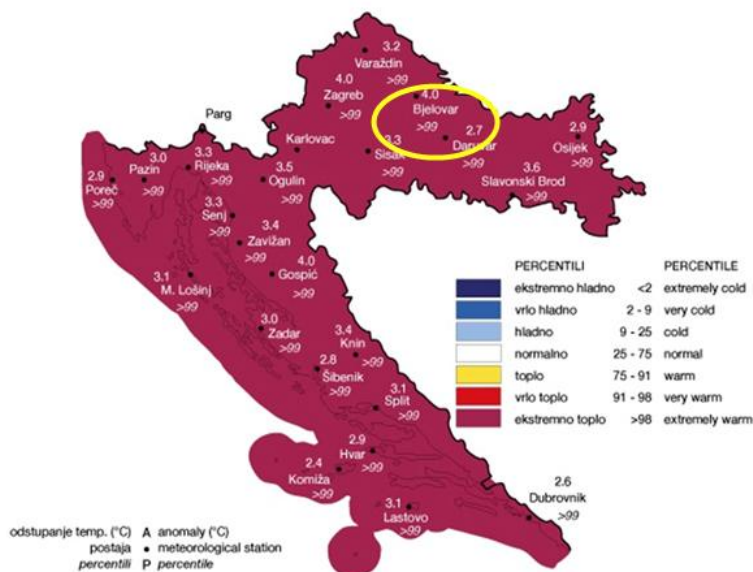 3.2
Varaždin
>99
4.0
Zagreb
>99
4.0
Bjelovar
>99
2.7
Daruvar
>99
2.9
Osijek
>99
Parg
Karlovac
3.3
Sisak
>99
3.6
Slavonski Brod
>99
2.9
Poreč
>99
3.0
Pazin
>99
3.3
Rijeka
>99
3.5
Ogulin
>99
3.3
Senj
>99
3.4
Zavižan
>99
4.0
Gospić
>99
3.1
M. Lošinj
>99
3.0
Zadar
>99
3.4
Knin
>99
2.8
Šibenik
>99
3.1
Split
>99
2.9
Hvar
>99
2.4
Komiža
>99
3.1
Lastovo
>99
2.6
Dubrovnik
>99
PERCENTILI PERCENTILE
ekstremno hladno <2 extremely cold
vrlo hladno 2 - 9 very cold
hladno 9 - 25 cold
normalno 25 - 75 normal
toplo 75 - 91 warm
vrlo toplo 91 - 98 very warm
ekstremno toplo >98 extremely warm
odstupanje temp. (°C) A anomaly (°C)
postaja • meteorological station
percentili P percentile